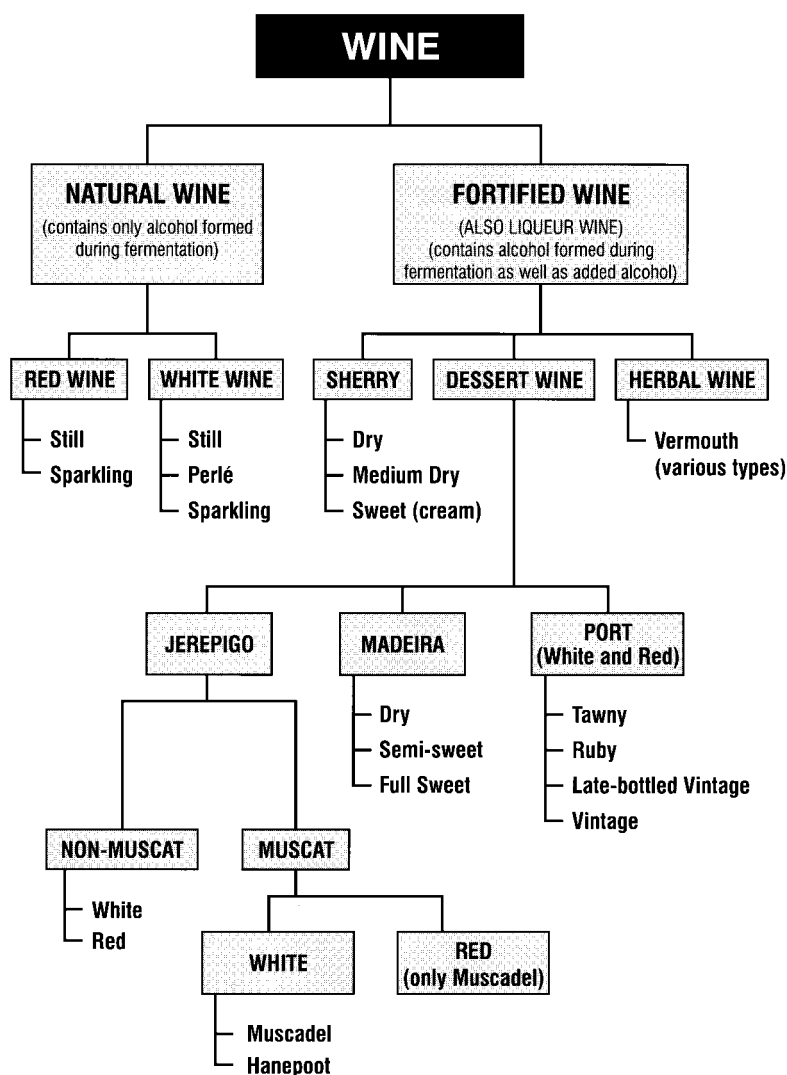 WINE
NATURAL WINE
(contains only alcohol formed
during fermentation)
FORTIFIED WINE
(ALSO LIQUEUR WINE)
(contains alcohol formed during
fermentation as well as added alcohol)
RED WINE
Still
Sparkling
WHITE WINE
Still
Perlé
Sparkling
SHERRY
Dry
Medium Dry
Sweet (cream)
DESSERT WINE
HERBAL WINE
Vermouth
(various types)
JEREPIGO
MADEIRA
Dry
Semi-sweet
Full Sweet
PORT
(White and Red)
Tawny
Ruby
Late-bottled Vintage
Vintage
NON-MUSCAT
White
Red
MUSCAT
WHITE
Muscadel
Hanepoot
RED
(only Muscadel)